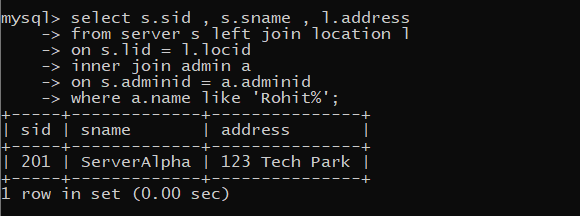 mysql> select s.sid , s.sname , l.address
    -> from server s left join location l
    -> on s.lid = l.locid
    -> inner join admin a
    -> on s.adminid = a.adminid
    -> where a.name like 'Rohit%';
+-----+-------------+---------------+
| sid | sname       | address       |
+-----+-------------+---------------+
| 201 | ServerAlpha | 123 Tech Park |
+-----+-------------+---------------+
1 row in set (0.00 sec)